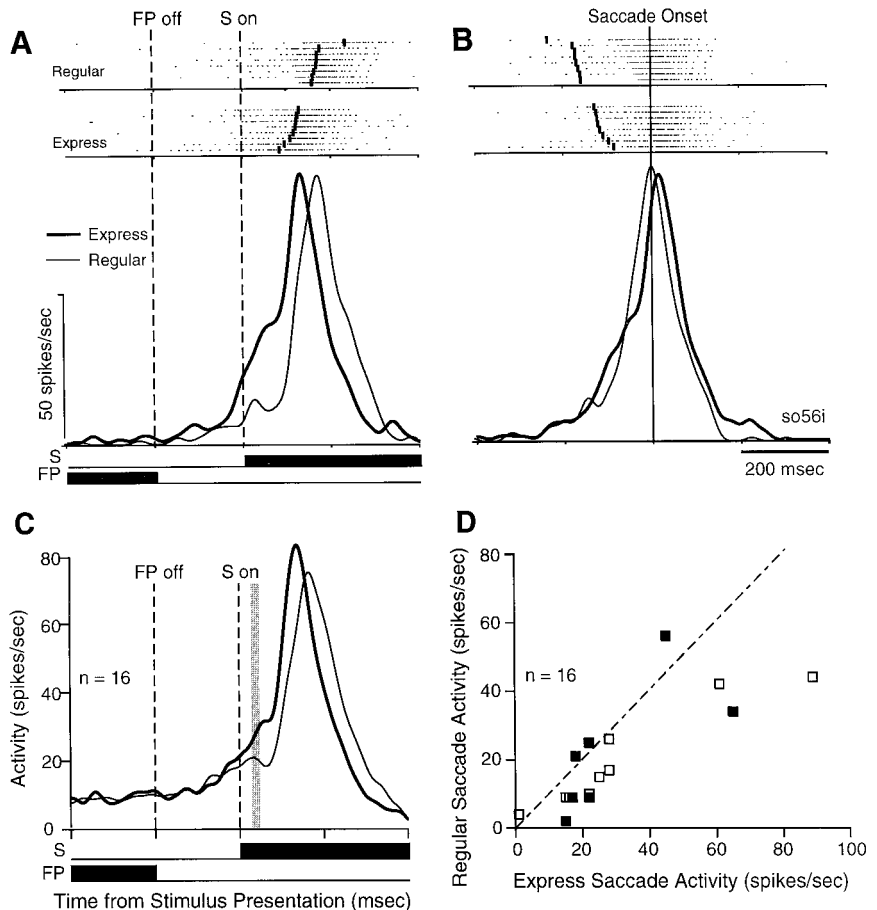 A
FP off
S on
Regular
Express
Express
Regular
50 spikes/sec
S
FP
B
Saccade Onset
so56i
200 msec
C
FP off
S on
n = 16
Activity (spikes/sec)
80
60
40
20
0
S
FP
Time from Stimulus Presentation (msec)
D
n = 16
Regular Saccade Activity (spikes/sec)
80
60
40
20
0
0 20 40 60 80 100
Express Saccade Activity (spikes/sec)